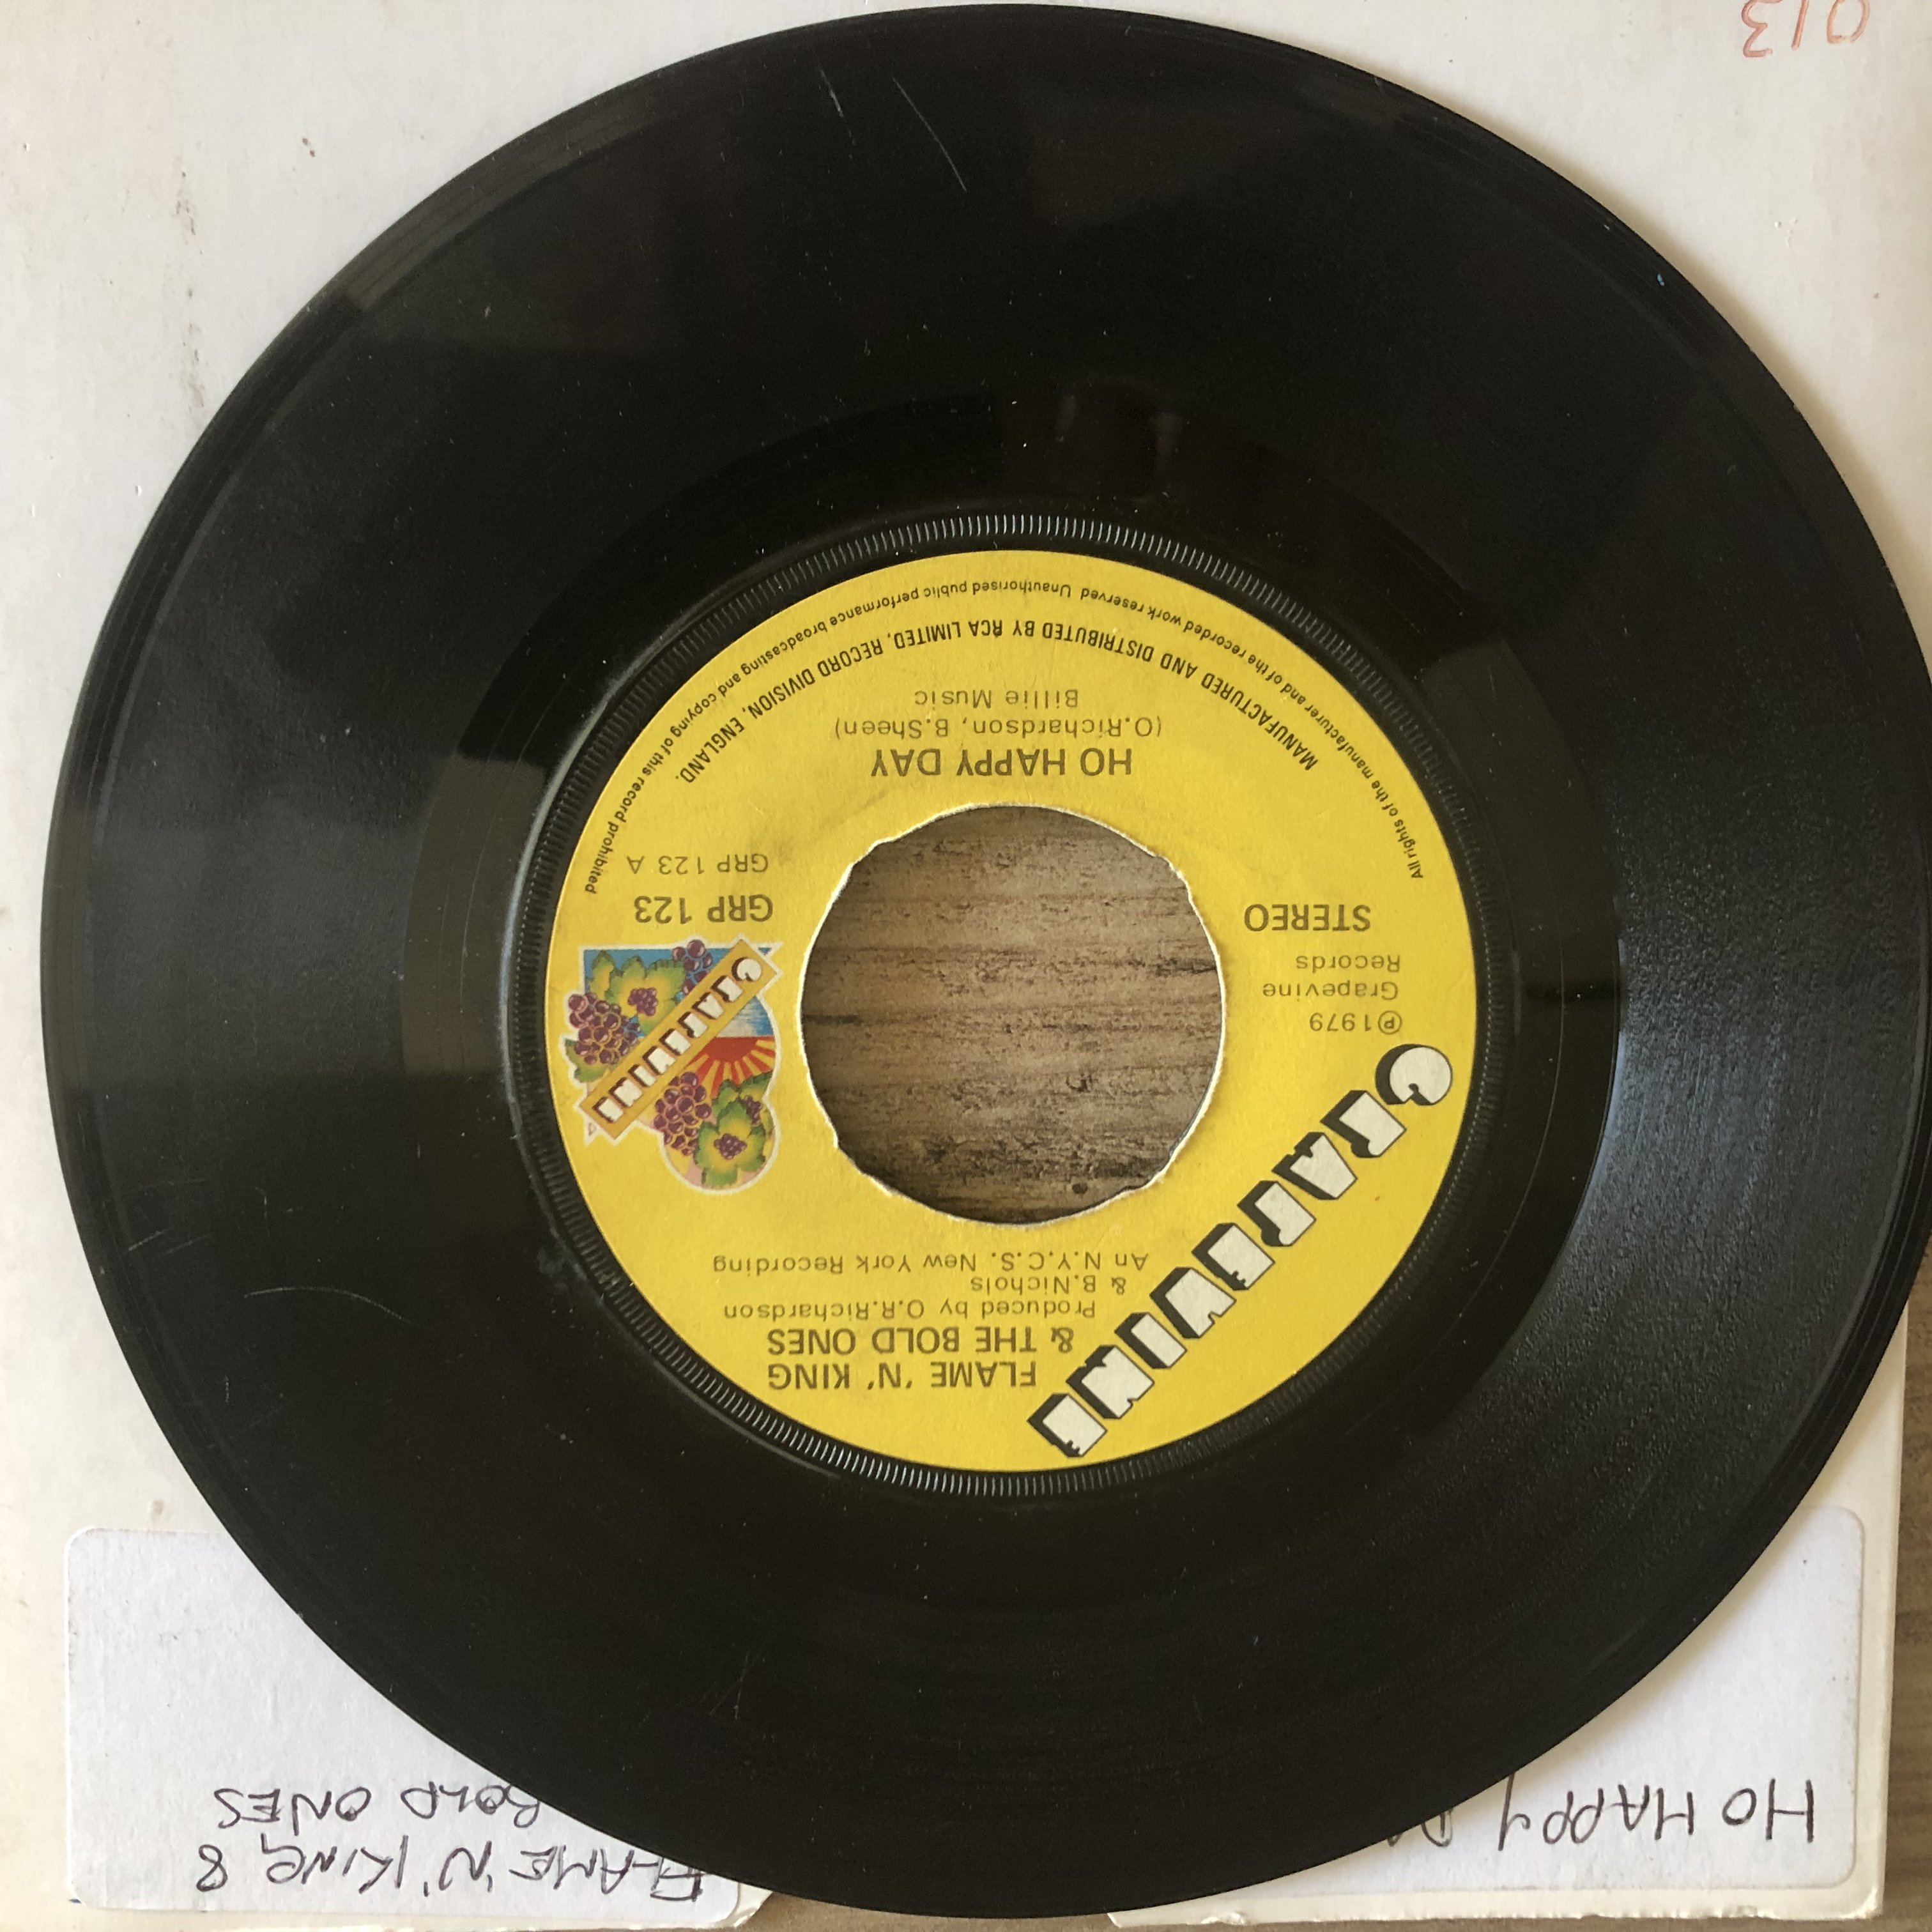 GRAPEVINE
FLAME 'N' KING
& THE BOLD ONES
Produced by O.R.Richardson
& B.Nichols
An N.Y.C.S. New York Recording
GRAPEVINE
℗1979
Grapevine
Records
STEREO
GRP 123
GRP 123 A
HO HAPPY DAY
(O.Richardson, B.Sheen)
Billie Music
MANUFACTURED AND DISTRIBUTED BY RCA LIMITED, RECORD DIVISION, ENGLAND.
All rights of the manufacturer and of the recorded work reserved Unauthorised public performance broadcasting and copying of this record prohibited
HO HAPPY
FLAME 'N' KING &
BOLD ONES
013